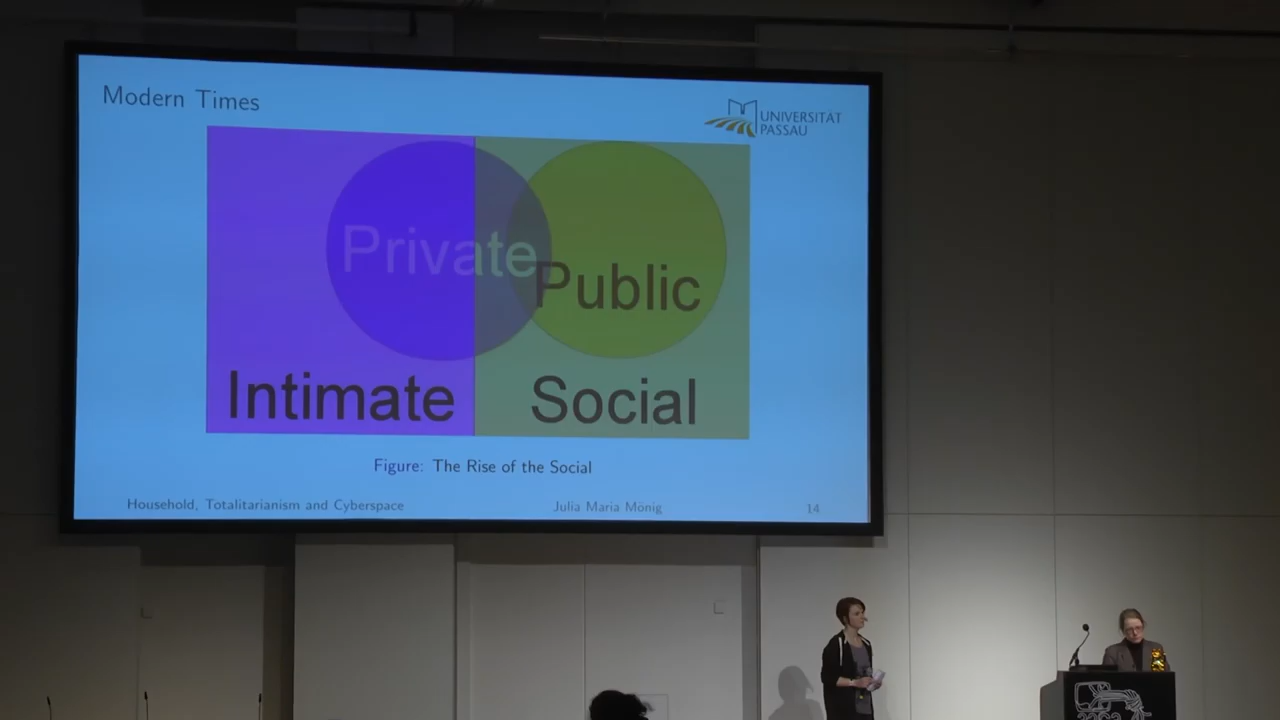 Modern Times
UNIVERSITÄT
PASSAU
Private
Public
Intimate
Social
Figure: The Rise of the Social
Household, Totalitarianism and Cyberspace
Julia Maria Mönig
14